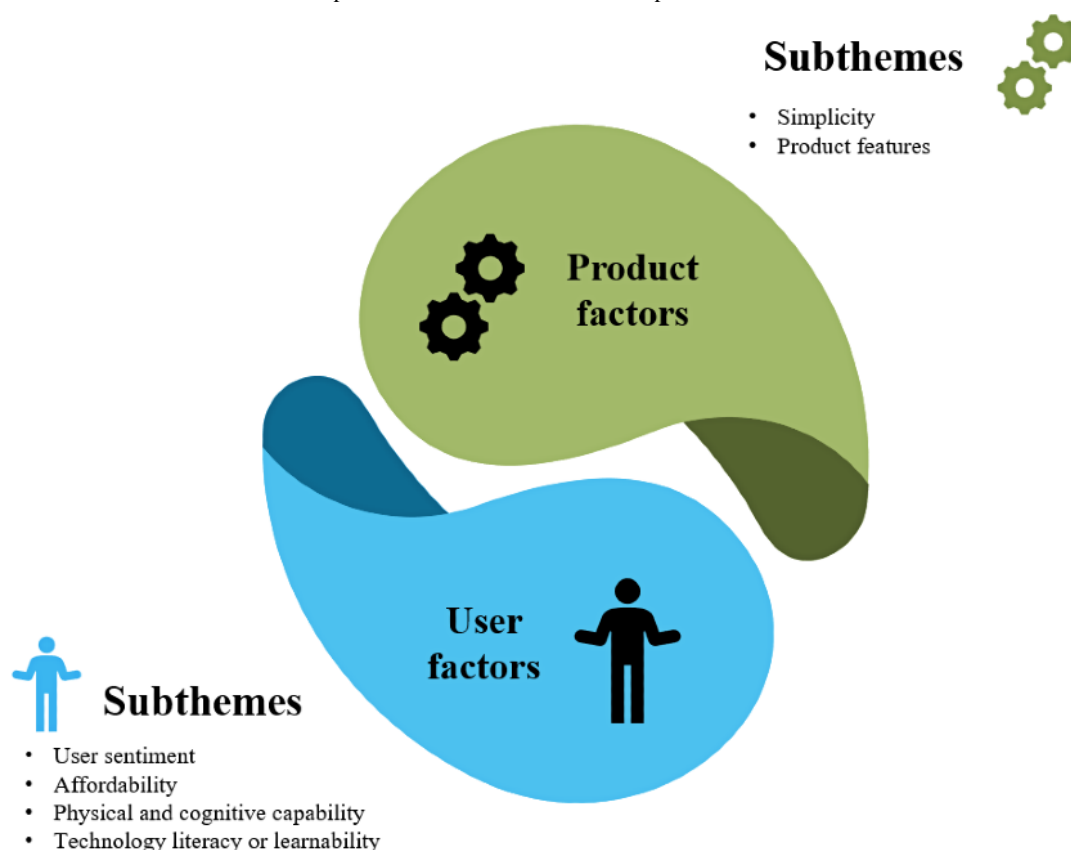 Subthemes
• Simplicity
• Product features
Product
factors
User
factors
Subthemes
• User sentiment
• Affordability
• Physical and cognitive capability
• Technology literacy or learnability